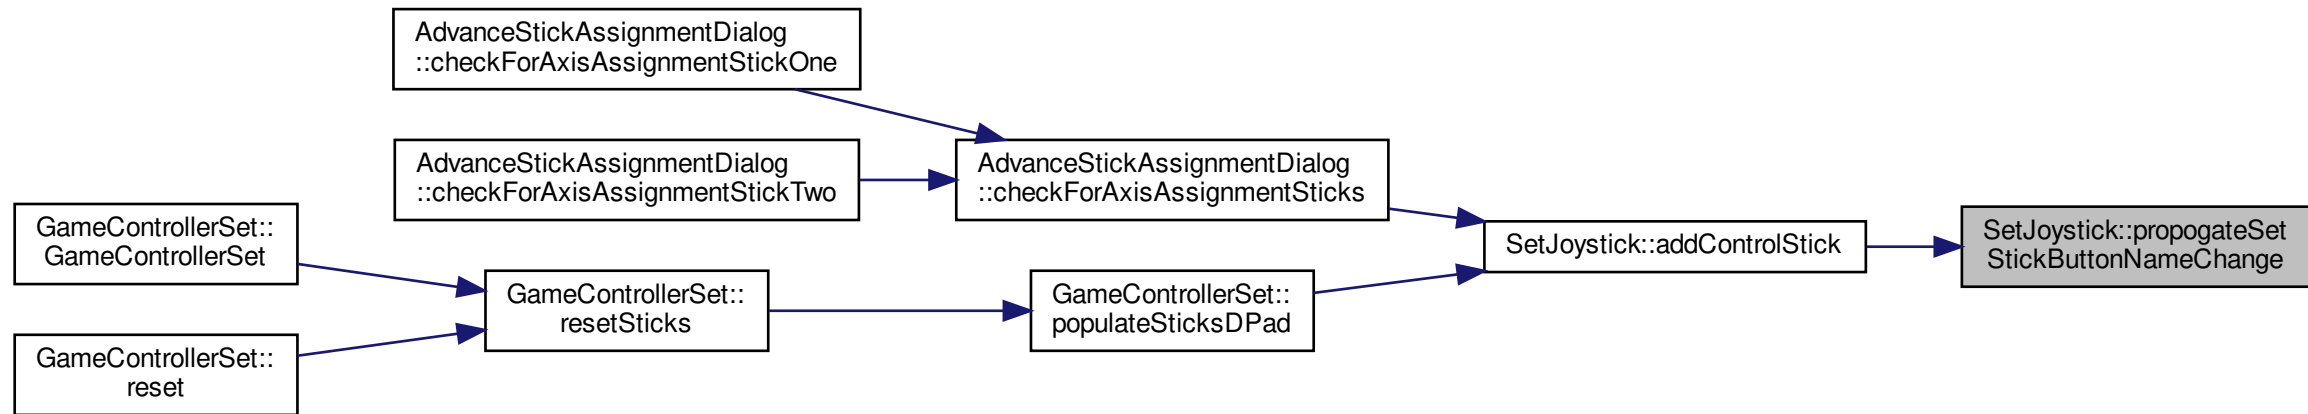 AdvanceStickAssignmentDialog
::checkForAxisAssignmentStickOne
AdvanceStickAssignmentDialog
::checkForAxisAssignmentStickTwo
AdvanceStickAssignmentDialog
::checkForAxisAssignmentSticks
GameControllerSet::
GameControllerSet
SetJoystick::addControlStick
SetJoystick::propogateSet
StickButtonNameChange
GameControllerSet::
resetSticks
GameControllerSet::
populateSticksDPad
GameControllerSet::
reset